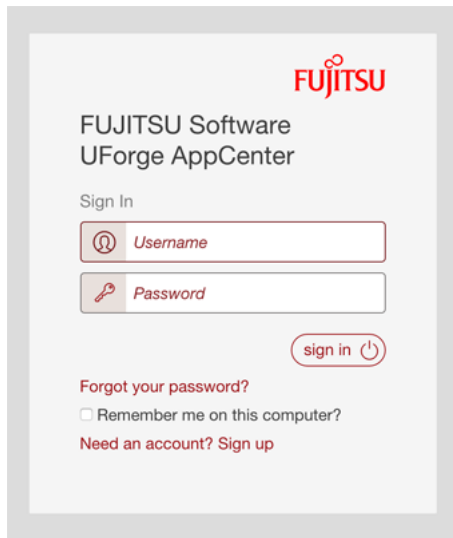 FUJITSU
FUJITSU Software
UForge AppCenter
Sign In
Username
Password
sign in
Forgot your password?
Remember me on this computer?
Need an account? Sign up